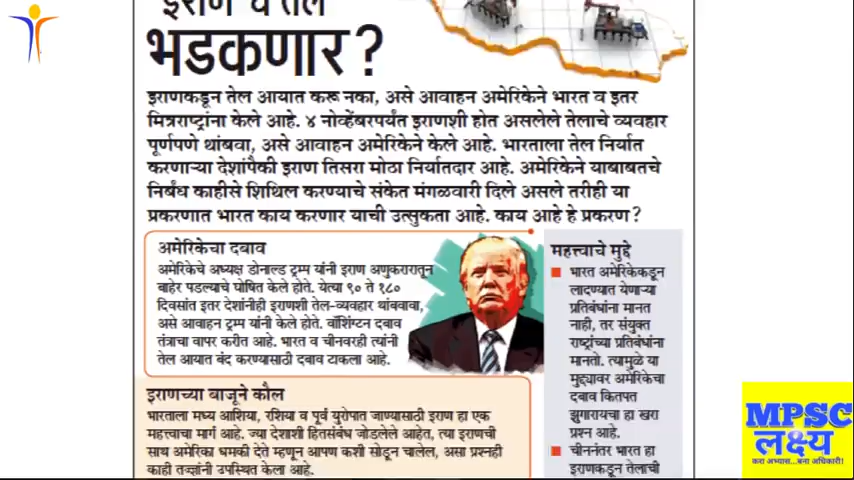 इराण'चे तेल
भडकणार?
इराणकडून तेल आयात करू नका, असे आवाहन अमेरिकेने भारत व इतर
मित्रराष्ट्रांना केले आहे. ४ नोव्हेंबरपर्यंत इराणशी होत असलेले तेलाचे व्यवहार
पूर्णपणे थांबवा, असे आवाहन अमेरिकेने केले आहे. भारताला तेल निर्यात
करणाऱ्या देशांपैकी इराण तिसरा मोठा निर्यातदार आहे. अमेरिकेने याबाबतचे
निर्बंध काहीसे शिथिल करण्याचे संकेत मंगळवारी दिले असले तरीही या
प्रकरणात भारत काय करणार याची उत्सुकता आहे. काय आहे हे प्रकरण?
अमेरिकेचा दबाव
अमेरिकेचे अध्यक्ष डोनाल्ड ट्रम्प यांनी इराण अणुकरारातून
बाहेर पडल्याचे घोषित केले होते. येत्या ९० ते १८०
दिवसांत इतर देशांनीही इराणशी तेल-व्यवहार थांबवावा,
असे आवाहन ट्रम्प यांनी केले होते. वॉशिंग्टन दबाव
तंत्राचा वापर करीत आहे. भारत व चीनवरही त्यांनी
तेल आयात बंद करण्यासाठी दबाव टाकला आहे.
इराणच्या बाजूने कौल
भारताला मध्य आशिया, रशिया व पूर्व युरोपात जाण्यासाठी इराण हा एक
महत्त्वाचा मार्ग आहे. ज्या देशाशी हितसंबंध जोडलेले आहेत, त्या इराणची
साथ अमेरिका धमकी देते म्हणून आपण कशी सोडून चालेल, असा प्रश्नही
काही तज्ज्ञांनी उपस्थित केला आहे.
महत्त्वाचे मुद्दे
भारत अमेरिकेकडून
लादण्यात येणाऱ्या
प्रतिबंधांना मानत
नाही, तर संयुक्त
राष्ट्रांच्या प्रतिबंधांना
मानतो. त्यामुळे या
मुद्द्यावर अमेरिकेचा
दबाव कितपत
झुगारायचा हा खरा
प्रश्न आहे.
चीननंतर भारत हा
इराणकडून तेलाची
MPSC
लक्ष्य
करा अभ्यास...बना अधिकारी!